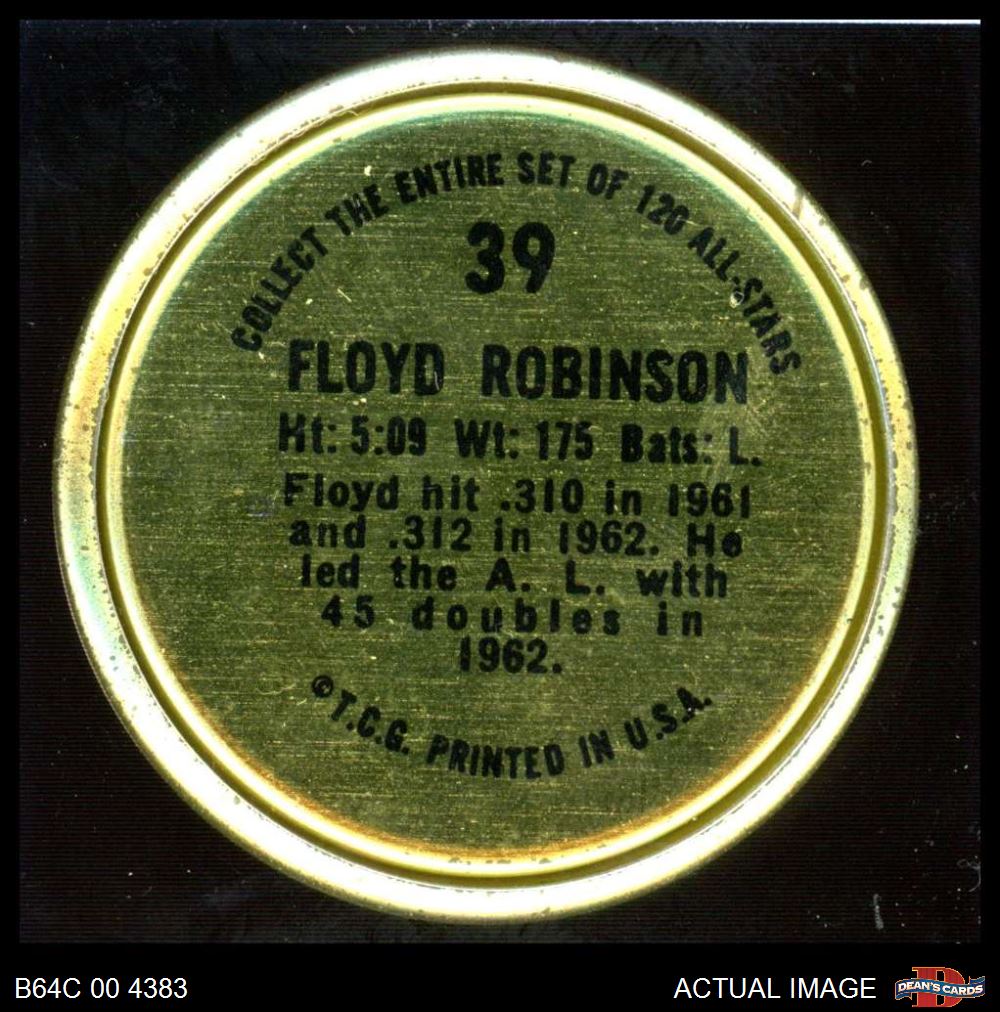 COLLECT THE ENTIRE SET OF 120 ALL-STARS
39
FLOYD ROBINSON
Ht: 5:09 Wt: 175 Bats: L.
Floyd hit .310 in 1961
and .312 in 1962. He
led the A. L. with
45 doubles in
1962.
©T.C.G. PRINTED IN U.S.A.
B64C 00 4383
ACTUAL IMAGE
DEAN'S CARDS